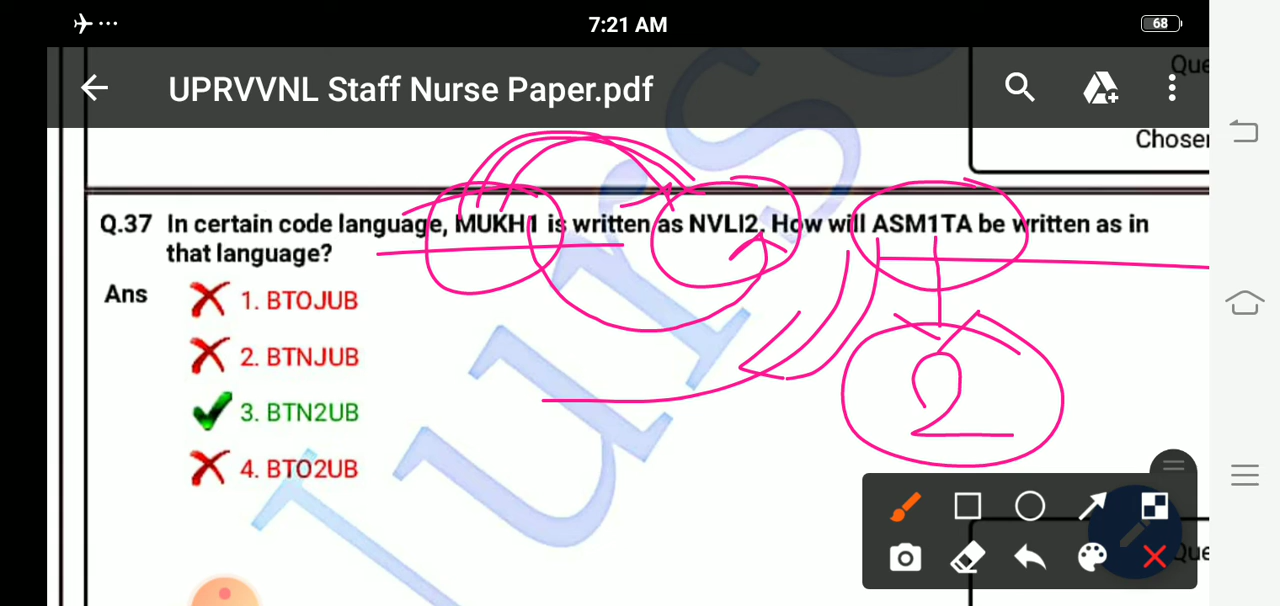 7:21 AM
68
UPRVVNL Staff Nurse Paper.pdf
Que
Chosen
Q.37 In certain code language, MUKH1 is written as NVLI2. How will ASM1TA be written as in
that language?
Ans
1. BTOJUB
2. BTNJUB
3. BTN2UB
4. BTO2UB
2
Que